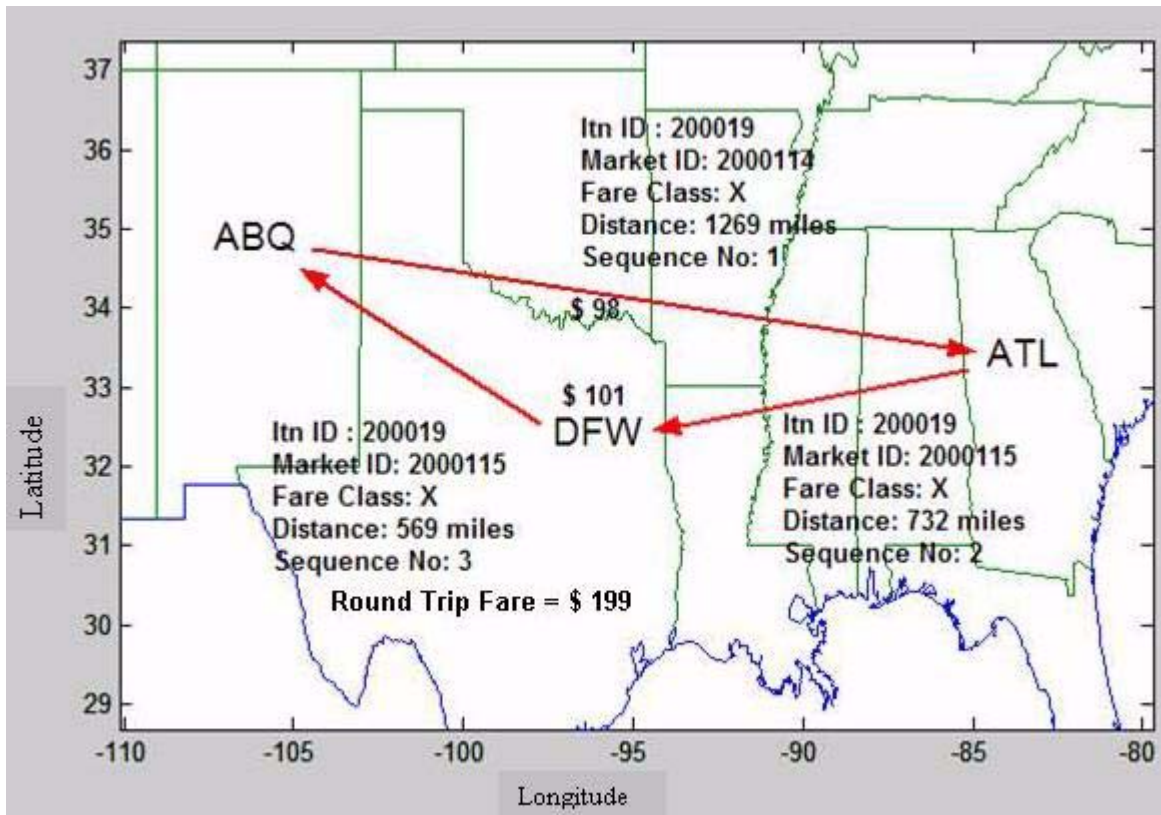 37
36
35
34
33
32
31
30
29
Latitude
Itn ID : 200019
Market ID: 2000114
Fare Class: X
Distance: 1269 miles
Sequence No: 1
ABQ
$ 98
ATL
$ 101
DFW
Itn ID : 200019
Market ID: 2000115
Fare Class: X
Distance: 569 miles
Sequence No: 3
Itn ID : 200019
Market ID: 2000115
Fare Class: X
Distance: 732 miles
Sequence No: 2
Round Trip Fare = $ 199
-110 -105 -100 -95 -90 -85 -80
Longitude